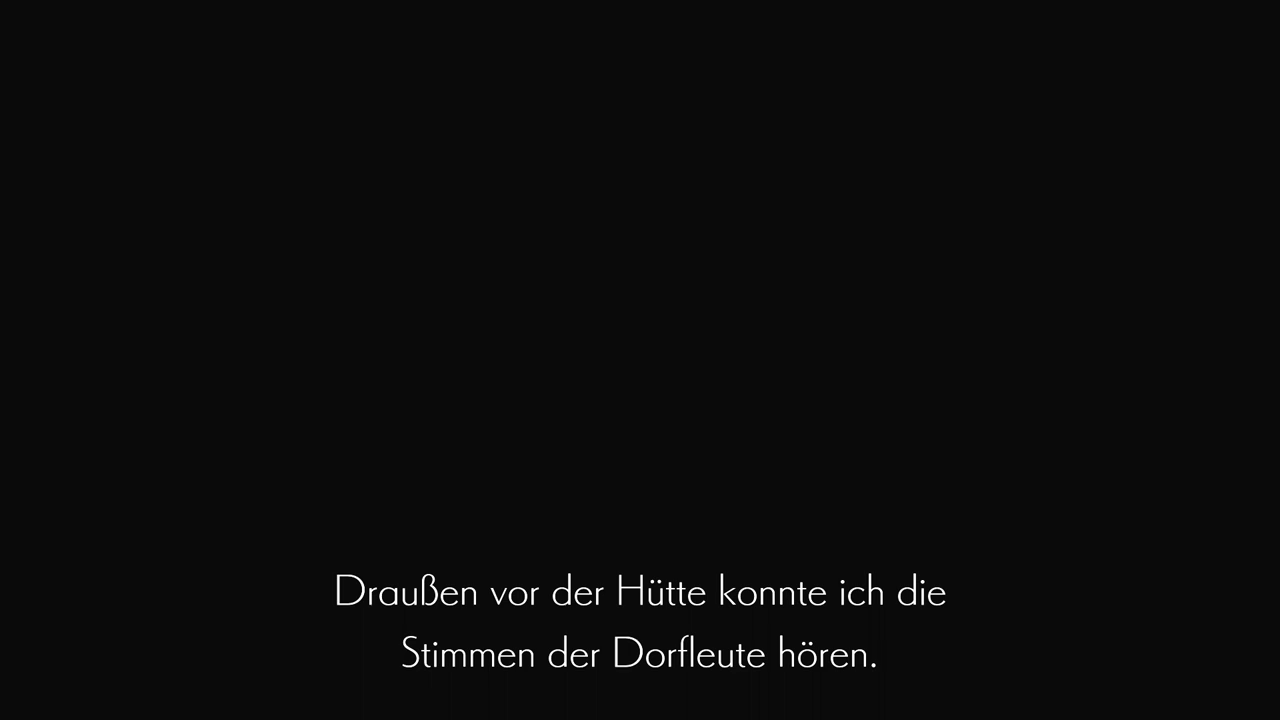 Draußen vor der Hütte konnte ich die
Stimmen der Dorfleute hören.